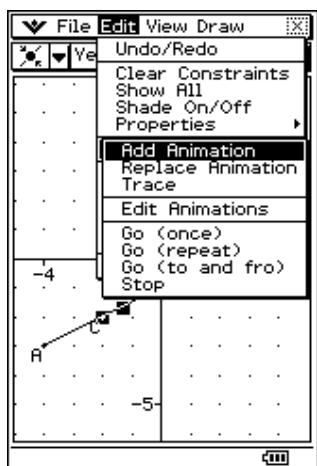 File Edit View Draw
Ye
Undo/Redo
Clear Constraints
Show All
Shade On/Off
Properties
Add Animation
Replace Animation
Trace
Edit Animations
Go (once)
Go (repeat)
Go (to and fro)
Stop
-4
C
A
-5